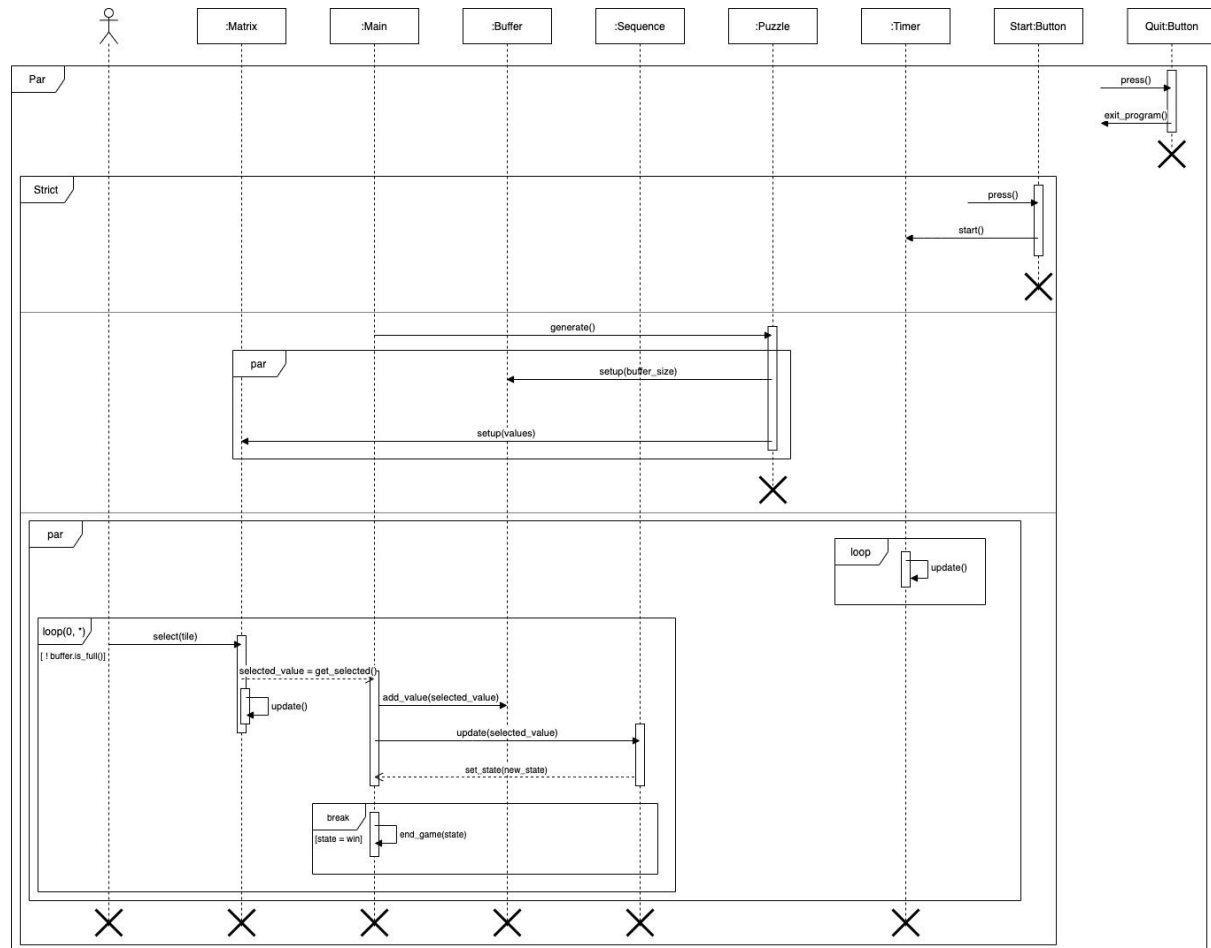 :Matrix
:Main
:Buffer
:Sequence
:Puzzle
:Timer
Start:Button
Quit:Button
Par
press()
exit_program()
Strict
press()
start()
generate()
par
setup(buffer_size)
setup(values)
par
loop
update()
loop(0, *)
[ ! buffer.is_full()]
select(tile)
selected_value = get_selected()
add_value(selected_value)
update()
update(selected_value)
set_state(new_state)
break
[state = win]
end_game(state)